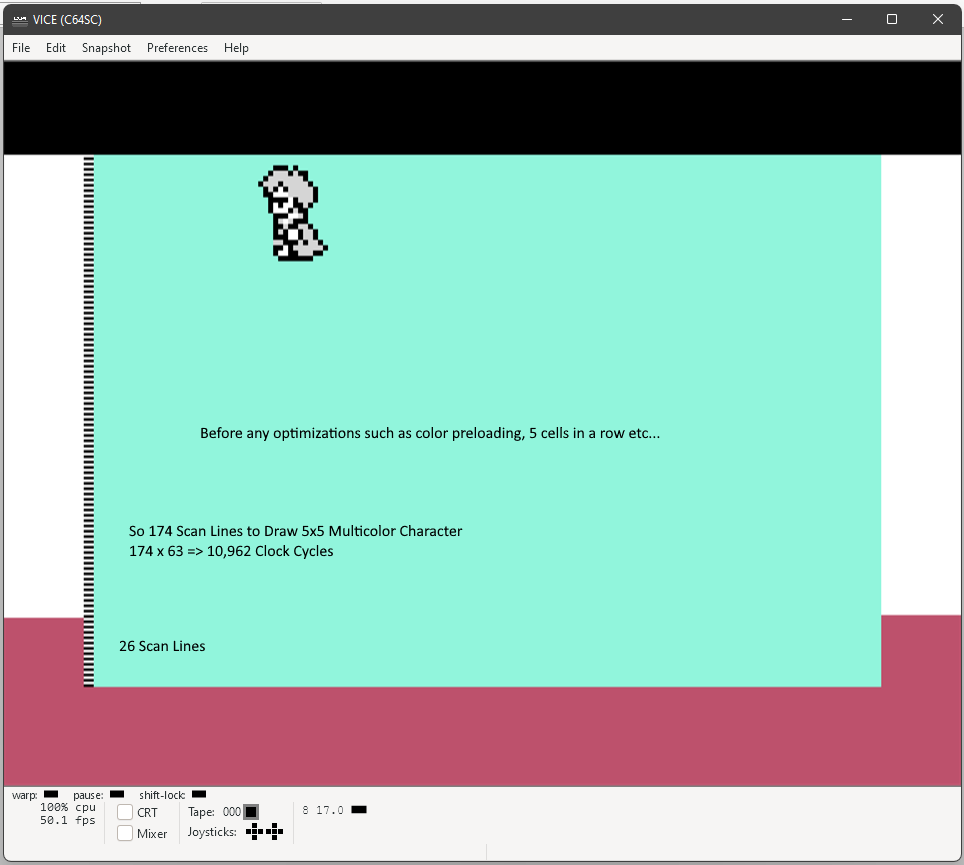 VICE (C64SC)
File Edit Snapshot Preferences Help
Before any optimizations such as color preloading, 5 cells in a row etc...
So 174 Scan Lines to Draw 5x5 Multicolor Character
174 x 63 => 10,962 Clock Cycles
26 Scan Lines
warp: pause: shift-lock:
100% cpu
50.1 fps
CRT
Mixer
Tape: 000
Joysticks:
8 17.0